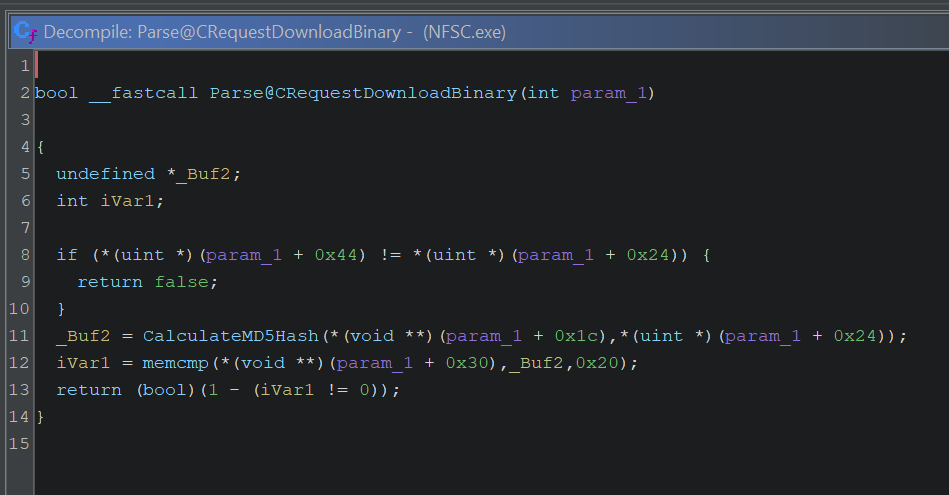 Cf Decompile: Parse@CRequestDownloadBinary - (NFSC.exe)
1
2 bool __fastcall Parse@CRequestDownloadBinary(int param_1)
3
4 {
5   undefined *_Buf2;
6   int iVar1;
7
8   if (*(uint *)(param_1 + 0x44) != *(uint *)(param_1 + 0x24)) {
9     return false;
10   }
11   _Buf2 = CalculateMD5Hash(*(void **)(param_1 + 0x1c),*(uint *)(param_1 + 0x24));
12   iVar1 = memcmp(*(void **)(param_1 + 0x30),_Buf2,0x20);
13   return (bool)(1 - (iVar1 != 0));
14 }
15